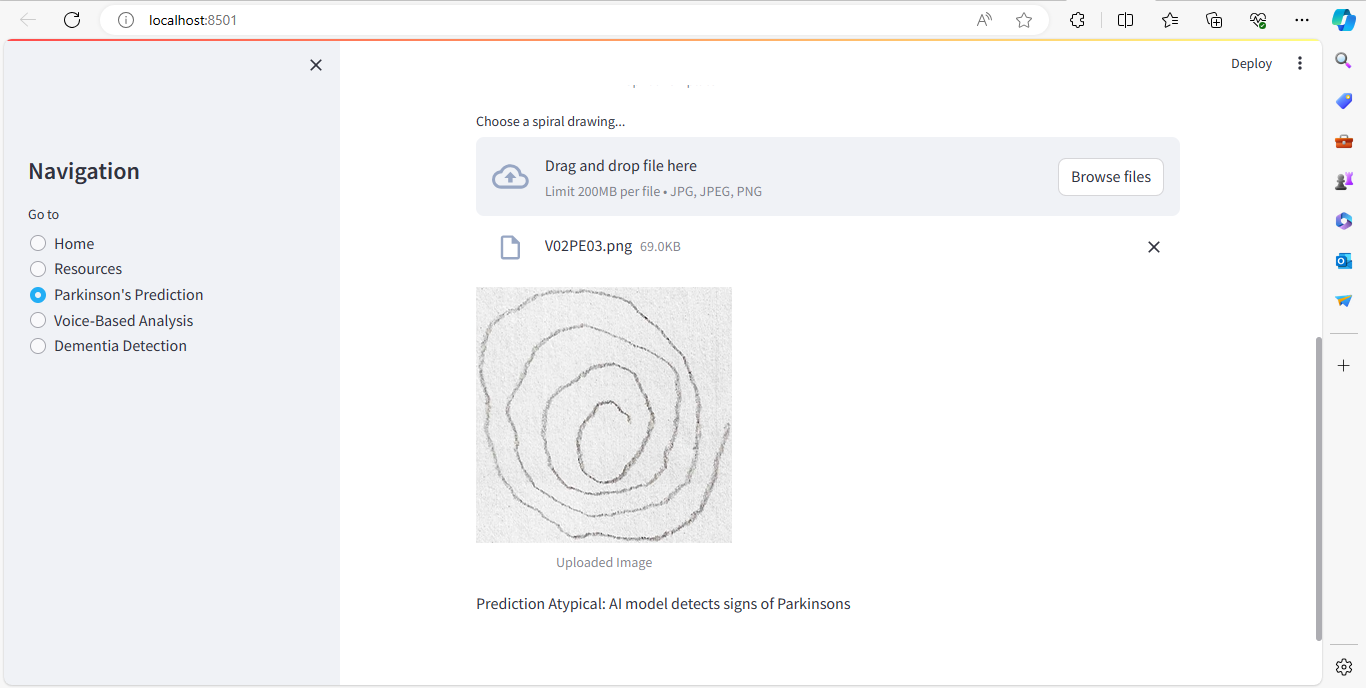 localhost:8501
Deploy
Navigation
Go to
Home
Resources
Parkinson's Prediction
Voice-Based Analysis
Dementia Detection
Choose a spiral drawing...
Drag and drop file here
Limit 200MB per file • JPG, JPEG, PNG
Browse files
V02PE03.png 69.0KB
Uploaded Image
Prediction Atypical: AI model detects signs of Parkinsons